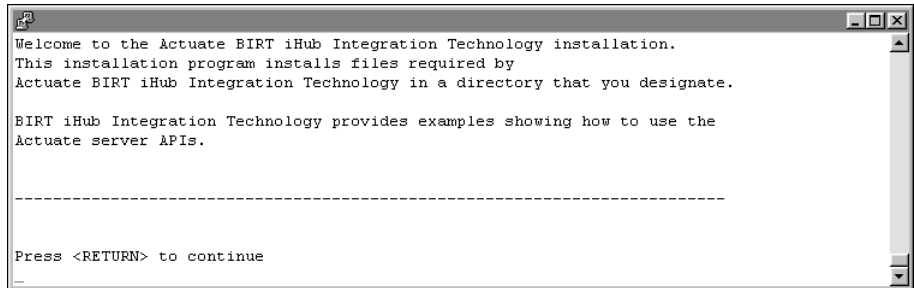 Welcome to the Actuate BIRT iHub Integration Technology installation.
This installation program installs files required by
Actuate BIRT iHub Integration Technology in a directory that you designate.
BIRT iHub Integration Technology provides examples showing how to use the
Actuate server APIs.
--------------------------------------------------------------------------
Press <RETURN> to continue
_